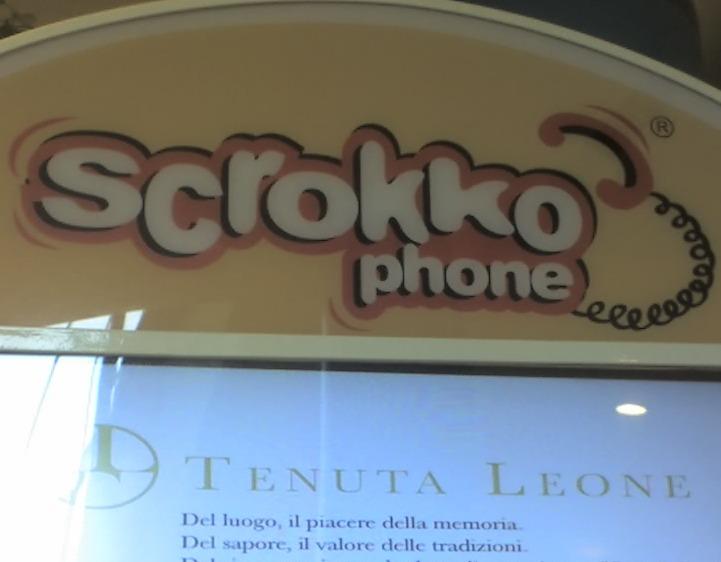 scrokko
phone
®
TENUTA LEONE
Del luogo, il piacere della memoria.
Del sapore, il valore delle tradizioni.